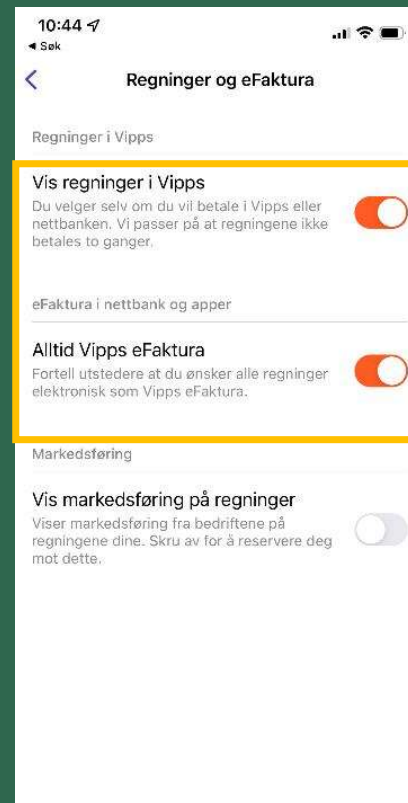 10:44
Søk
Regninger og eFaktura
Regninger i Vipps
Vis regninger i Vipps
Du velger selv om du vil betale i Vipps eller
nettbanken. Vi passer på at regningene ikke
betales to ganger.
eFaktura i nettbank og apper
Alltid Vipps eFaktura
Fortell utstedere at du ønsker alle regninger
elektronisk som Vipps eFaktura.
Markedsføring
Vis markedsføring på regninger
Viser markedsføring fra bedriftene på
regningene dine. Skru av for å reservere deg
mot dette.